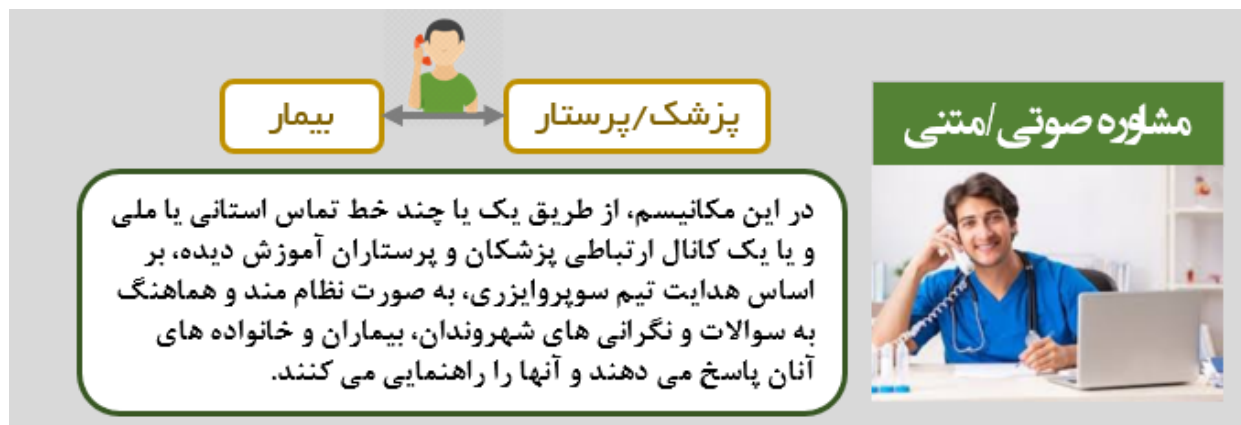 مشاوره صوتی/متنی
پزشک/پرستار
بیمار
در این مکانیسم، از طریق یک یا چند خط تماس استانی یا ملی
و یا یک کانال ارتباطی پزشکان و پرستاران آموزش دیده، بر
اساس هدایت تیم سوپروایزری، به صورت نظام مند و هماهنگ
به سوالات و نگرانی های شهروندان، بیماران و خانواده های
آنان پاسخ می دهند و آنها را راهنمایی می کنند.